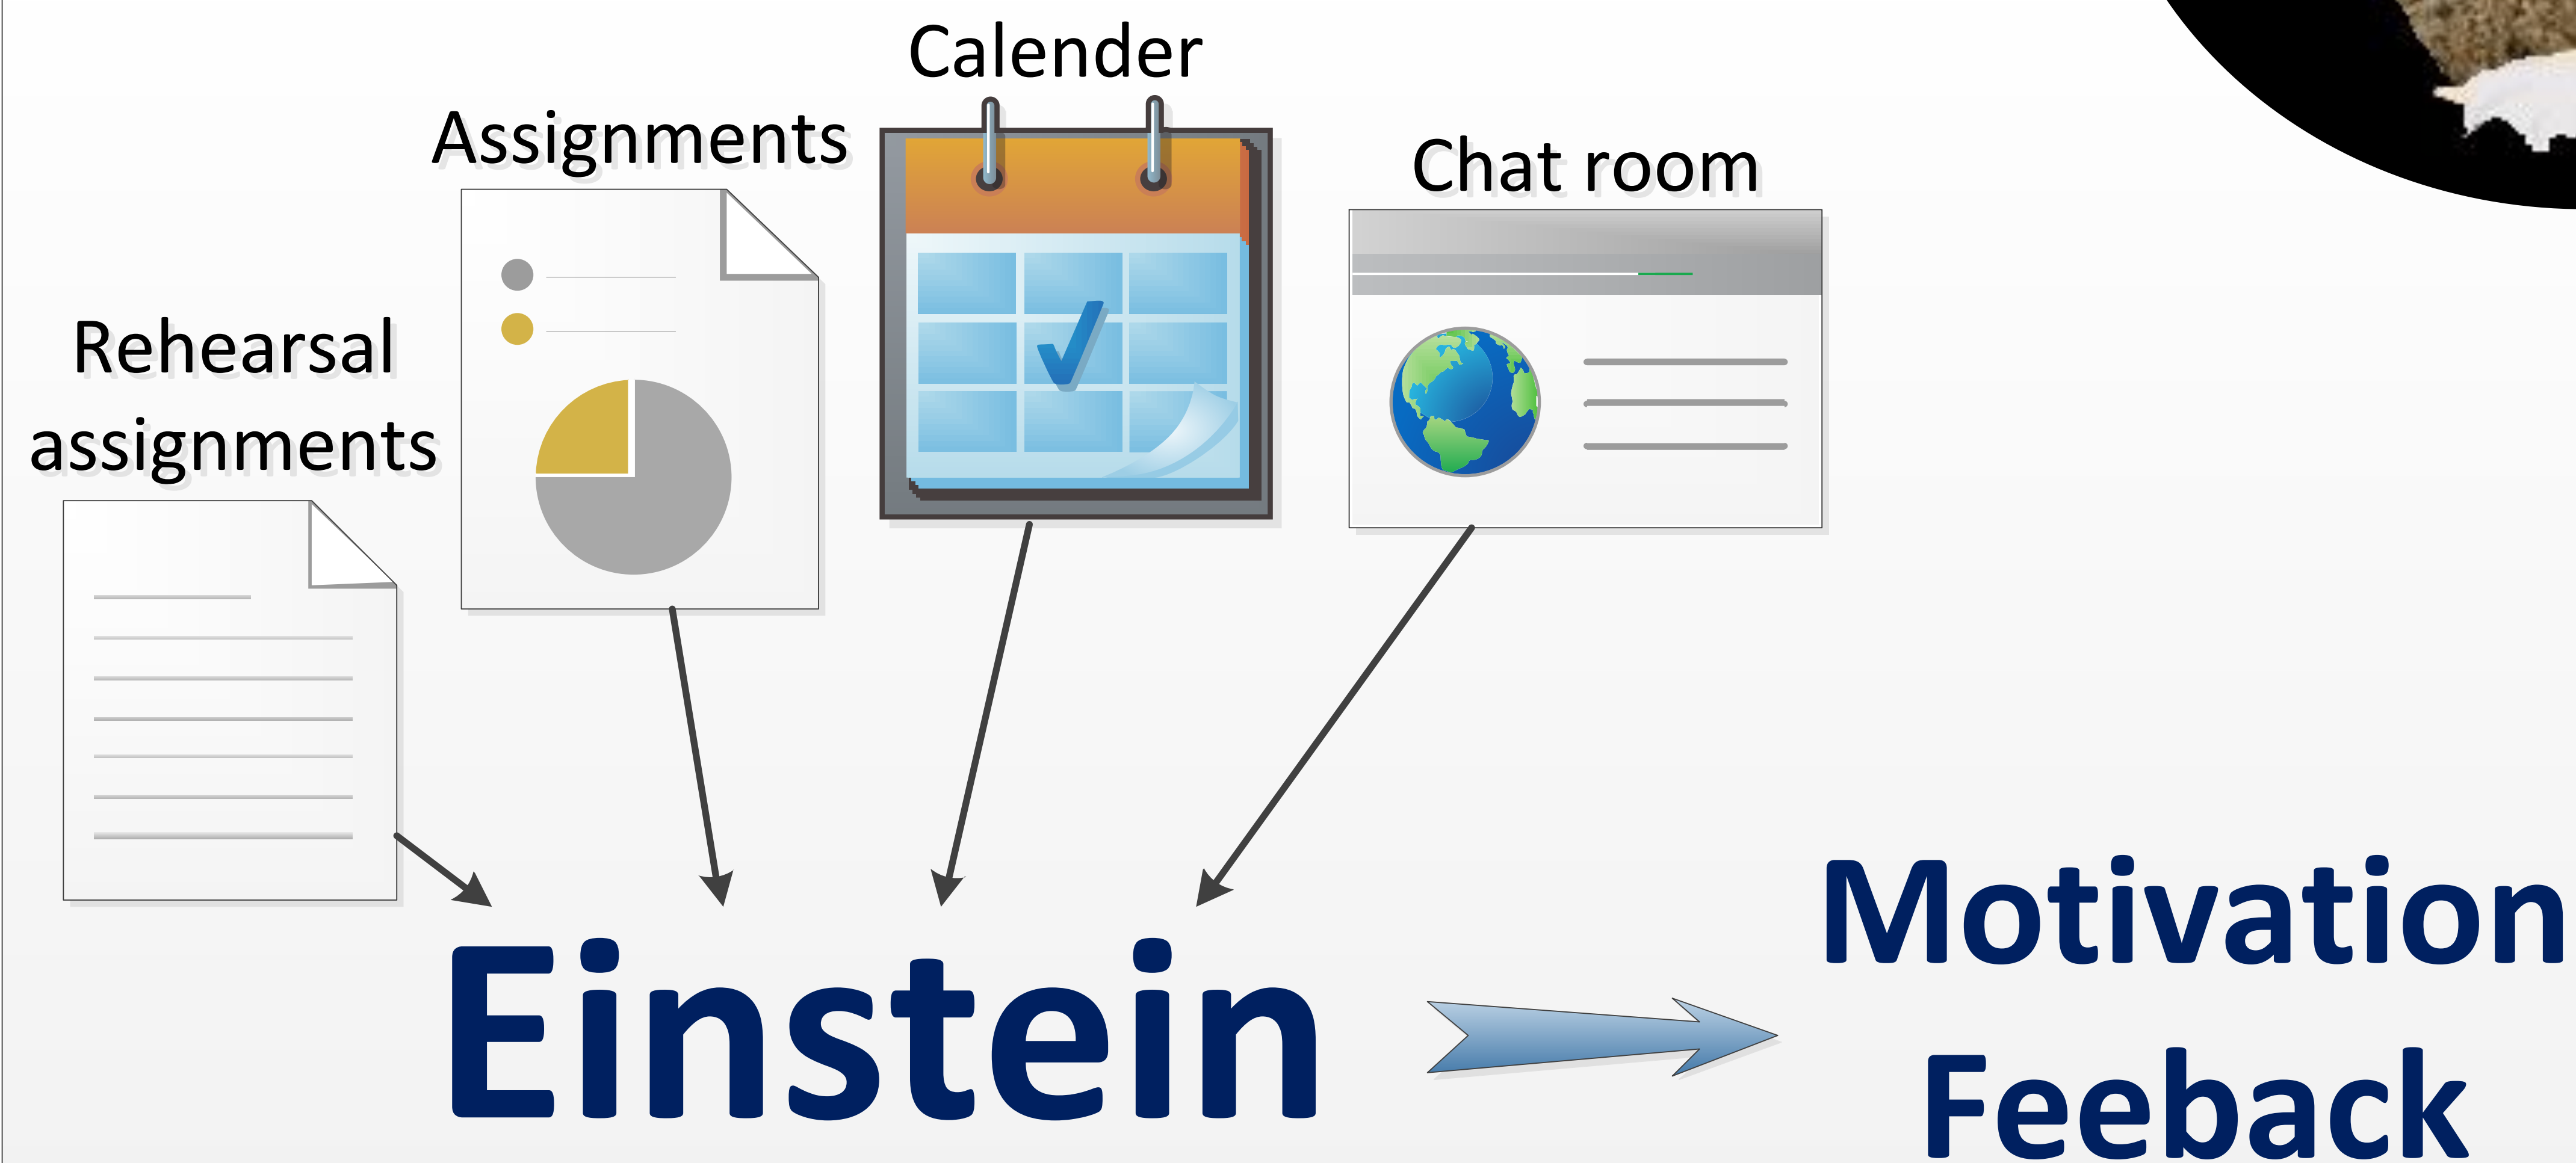 Calender
Assignments
Chat room
Rehearsal
assignments
Einstein
Motivation
Feeback